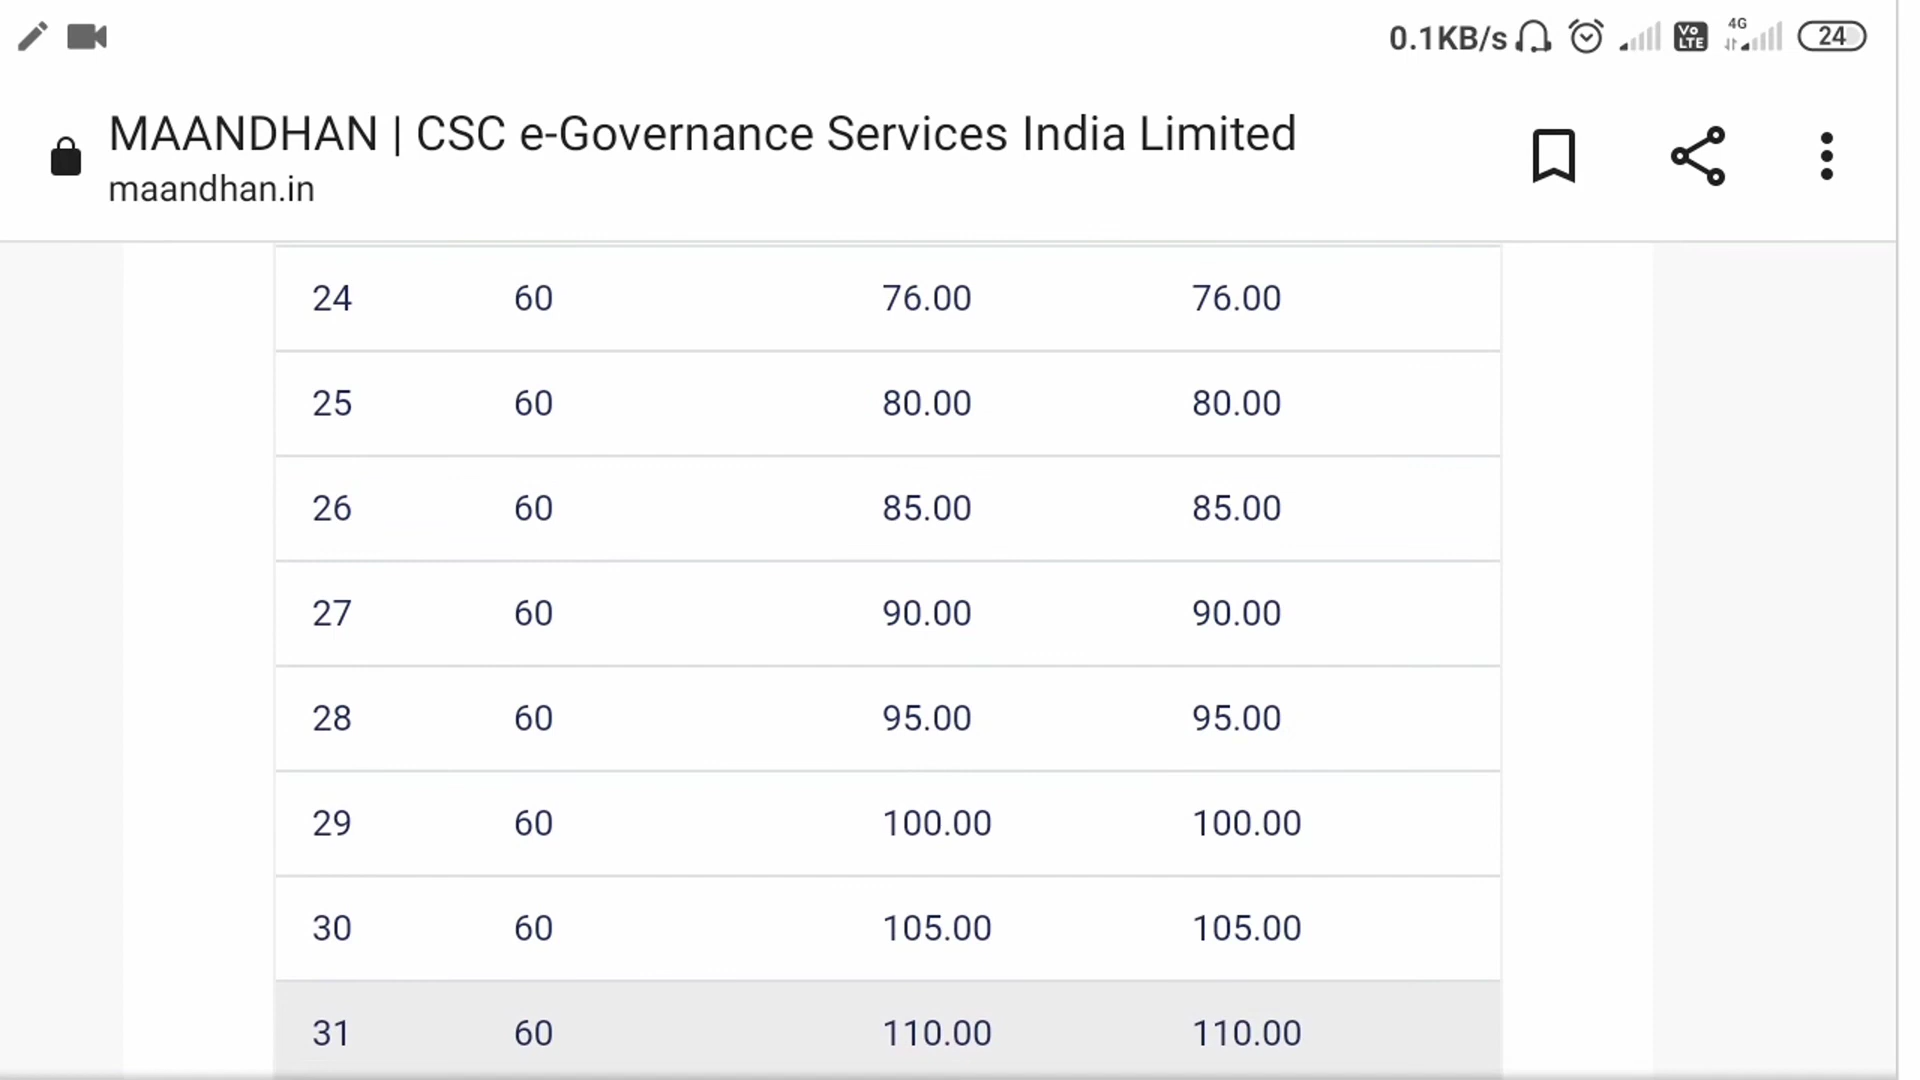 0.1KB/s Vo LTE 4G 24
MAANDHAN | CSC e-Governance Services India Limited
maandhan.in
24 60 76.00 76.00
25 60 80.00 80.00
26 60 85.00 85.00
27 60 90.00 90.00
28 60 95.00 95.00
29 60 100.00 100.00
30 60 105.00 105.00
31 60 110.00 110.00